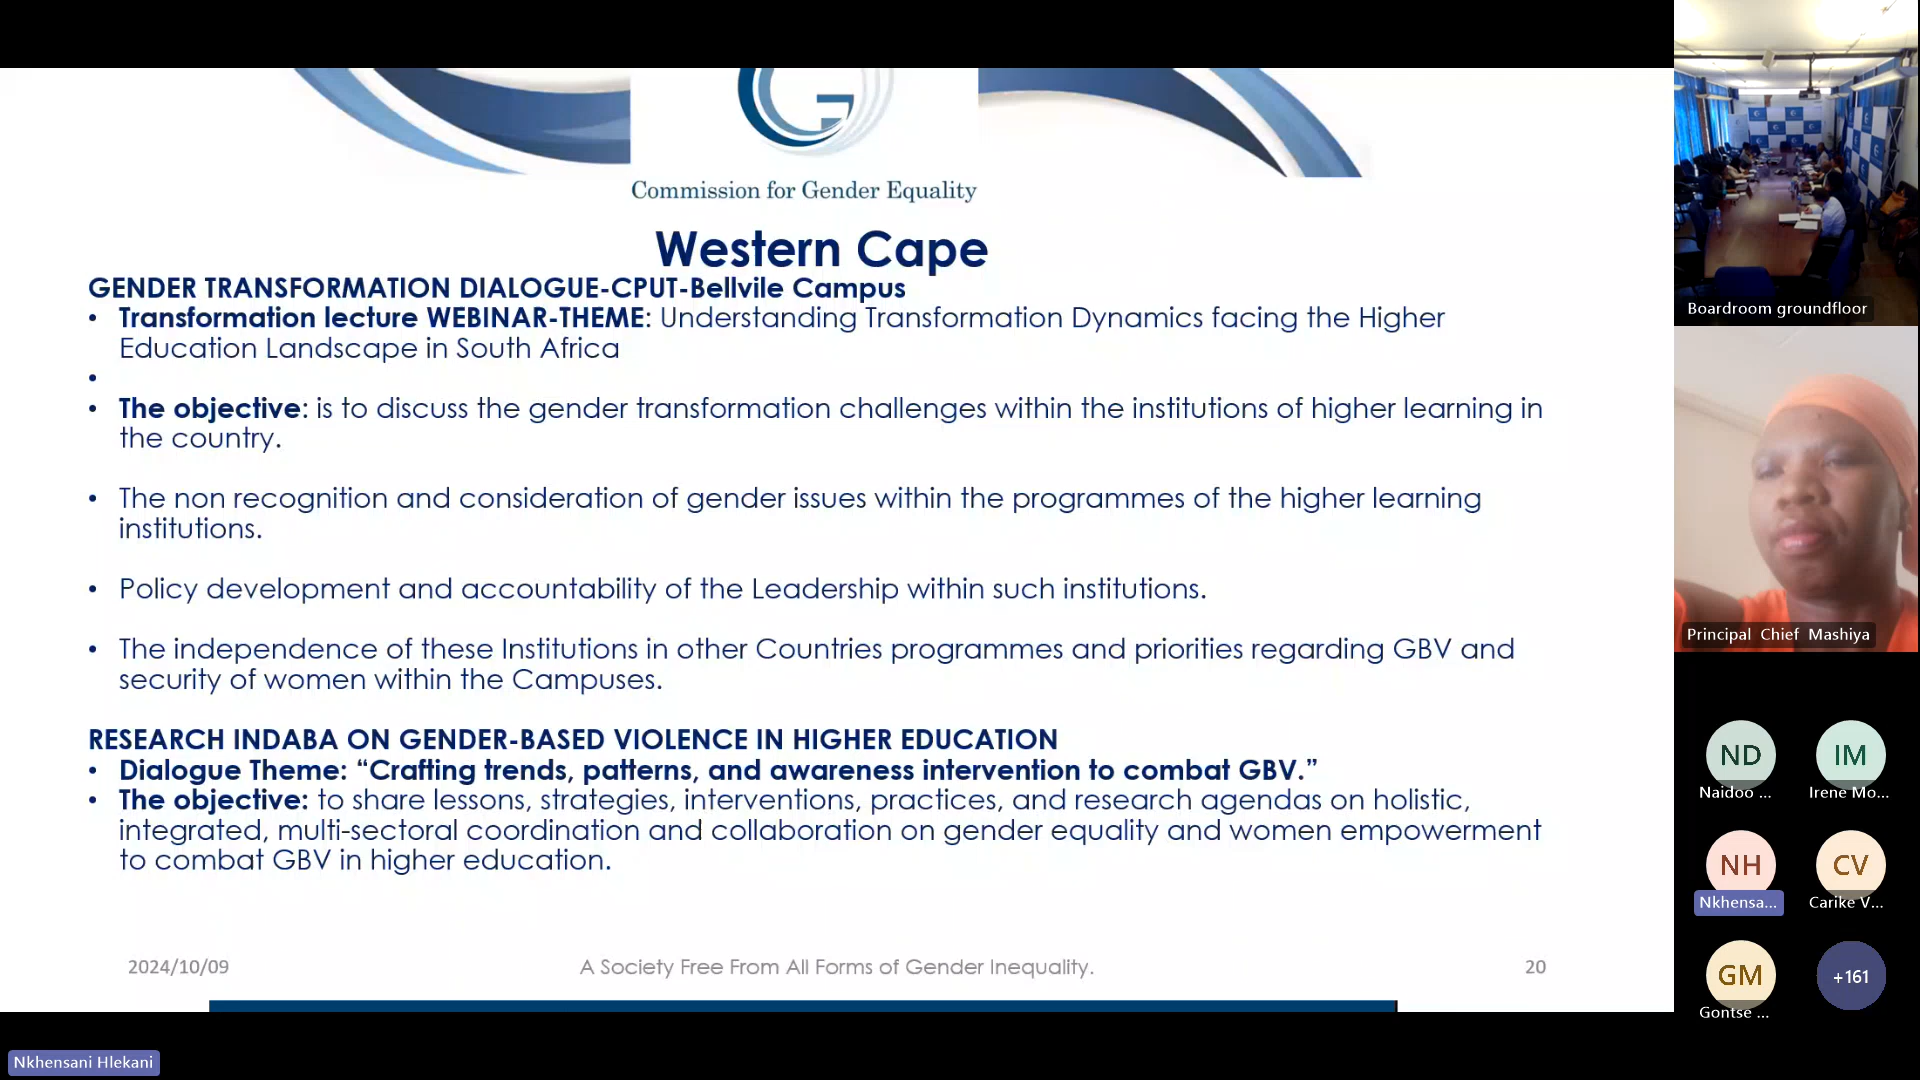 Commission for Gender Equality
Western Cape
GENDER TRANSFORMATION DIALOGUE-CPUT-Bellvile Campus
• Transformation lecture WEBINAR-THEME: Understanding Transformation Dynamics facing the Higher
Education Landscape in South Africa
•
• The objective: is to discuss the gender transformation challenges within the institutions of higher learning in
the country.
• The non recognition and consideration of gender issues within the programmes of the higher learning
institutions.
• Policy development and accountability of the Leadership within such institutions.
• The independence of these Institutions in other Countries programmes and priorities regarding GBV and
security of women within the Campuses.
RESEARCH INDABA ON GENDER-BASED VIOLENCE IN HIGHER EDUCATION
• Dialogue Theme: “Crafting trends, patterns, and awareness intervention to combat GBV.”
• The objective: to share lessons, strategies, interventions, practices, and research agendas on holistic,
integrated, multi-sectoral coordination and collaboration on gender equality and women empowerment
to combat GBV in higher education.
2024/10/09
A Society Free From All Forms of Gender Inequality.
20
Boardroom groundfloor
Principal Chief Mashiya
ND
Naidoo ...
IM
Irene Mo...
NH
Nkhensa...
CV
Carike V...
GM
Gontse ...
+161
Nkhensani Hlekani